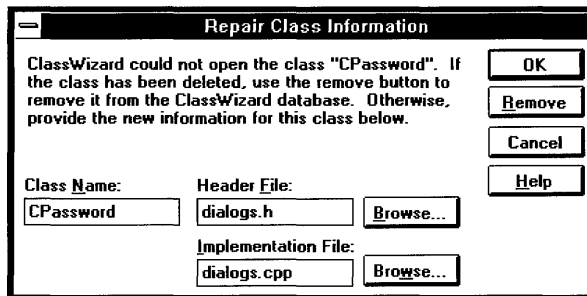 Repair Class Information
ClassWizard could not open the class "CPassword". If
the class has been deleted, use the remove button to
remove it from the ClassWizard database. Otherwise,
provide the new information for this class below.
OK
Remove
Cancel
Help
Class Name:
CPassword
Header File:
dialogs.h
Browse...
Implementation File:
dialogs.cpp
Browse...